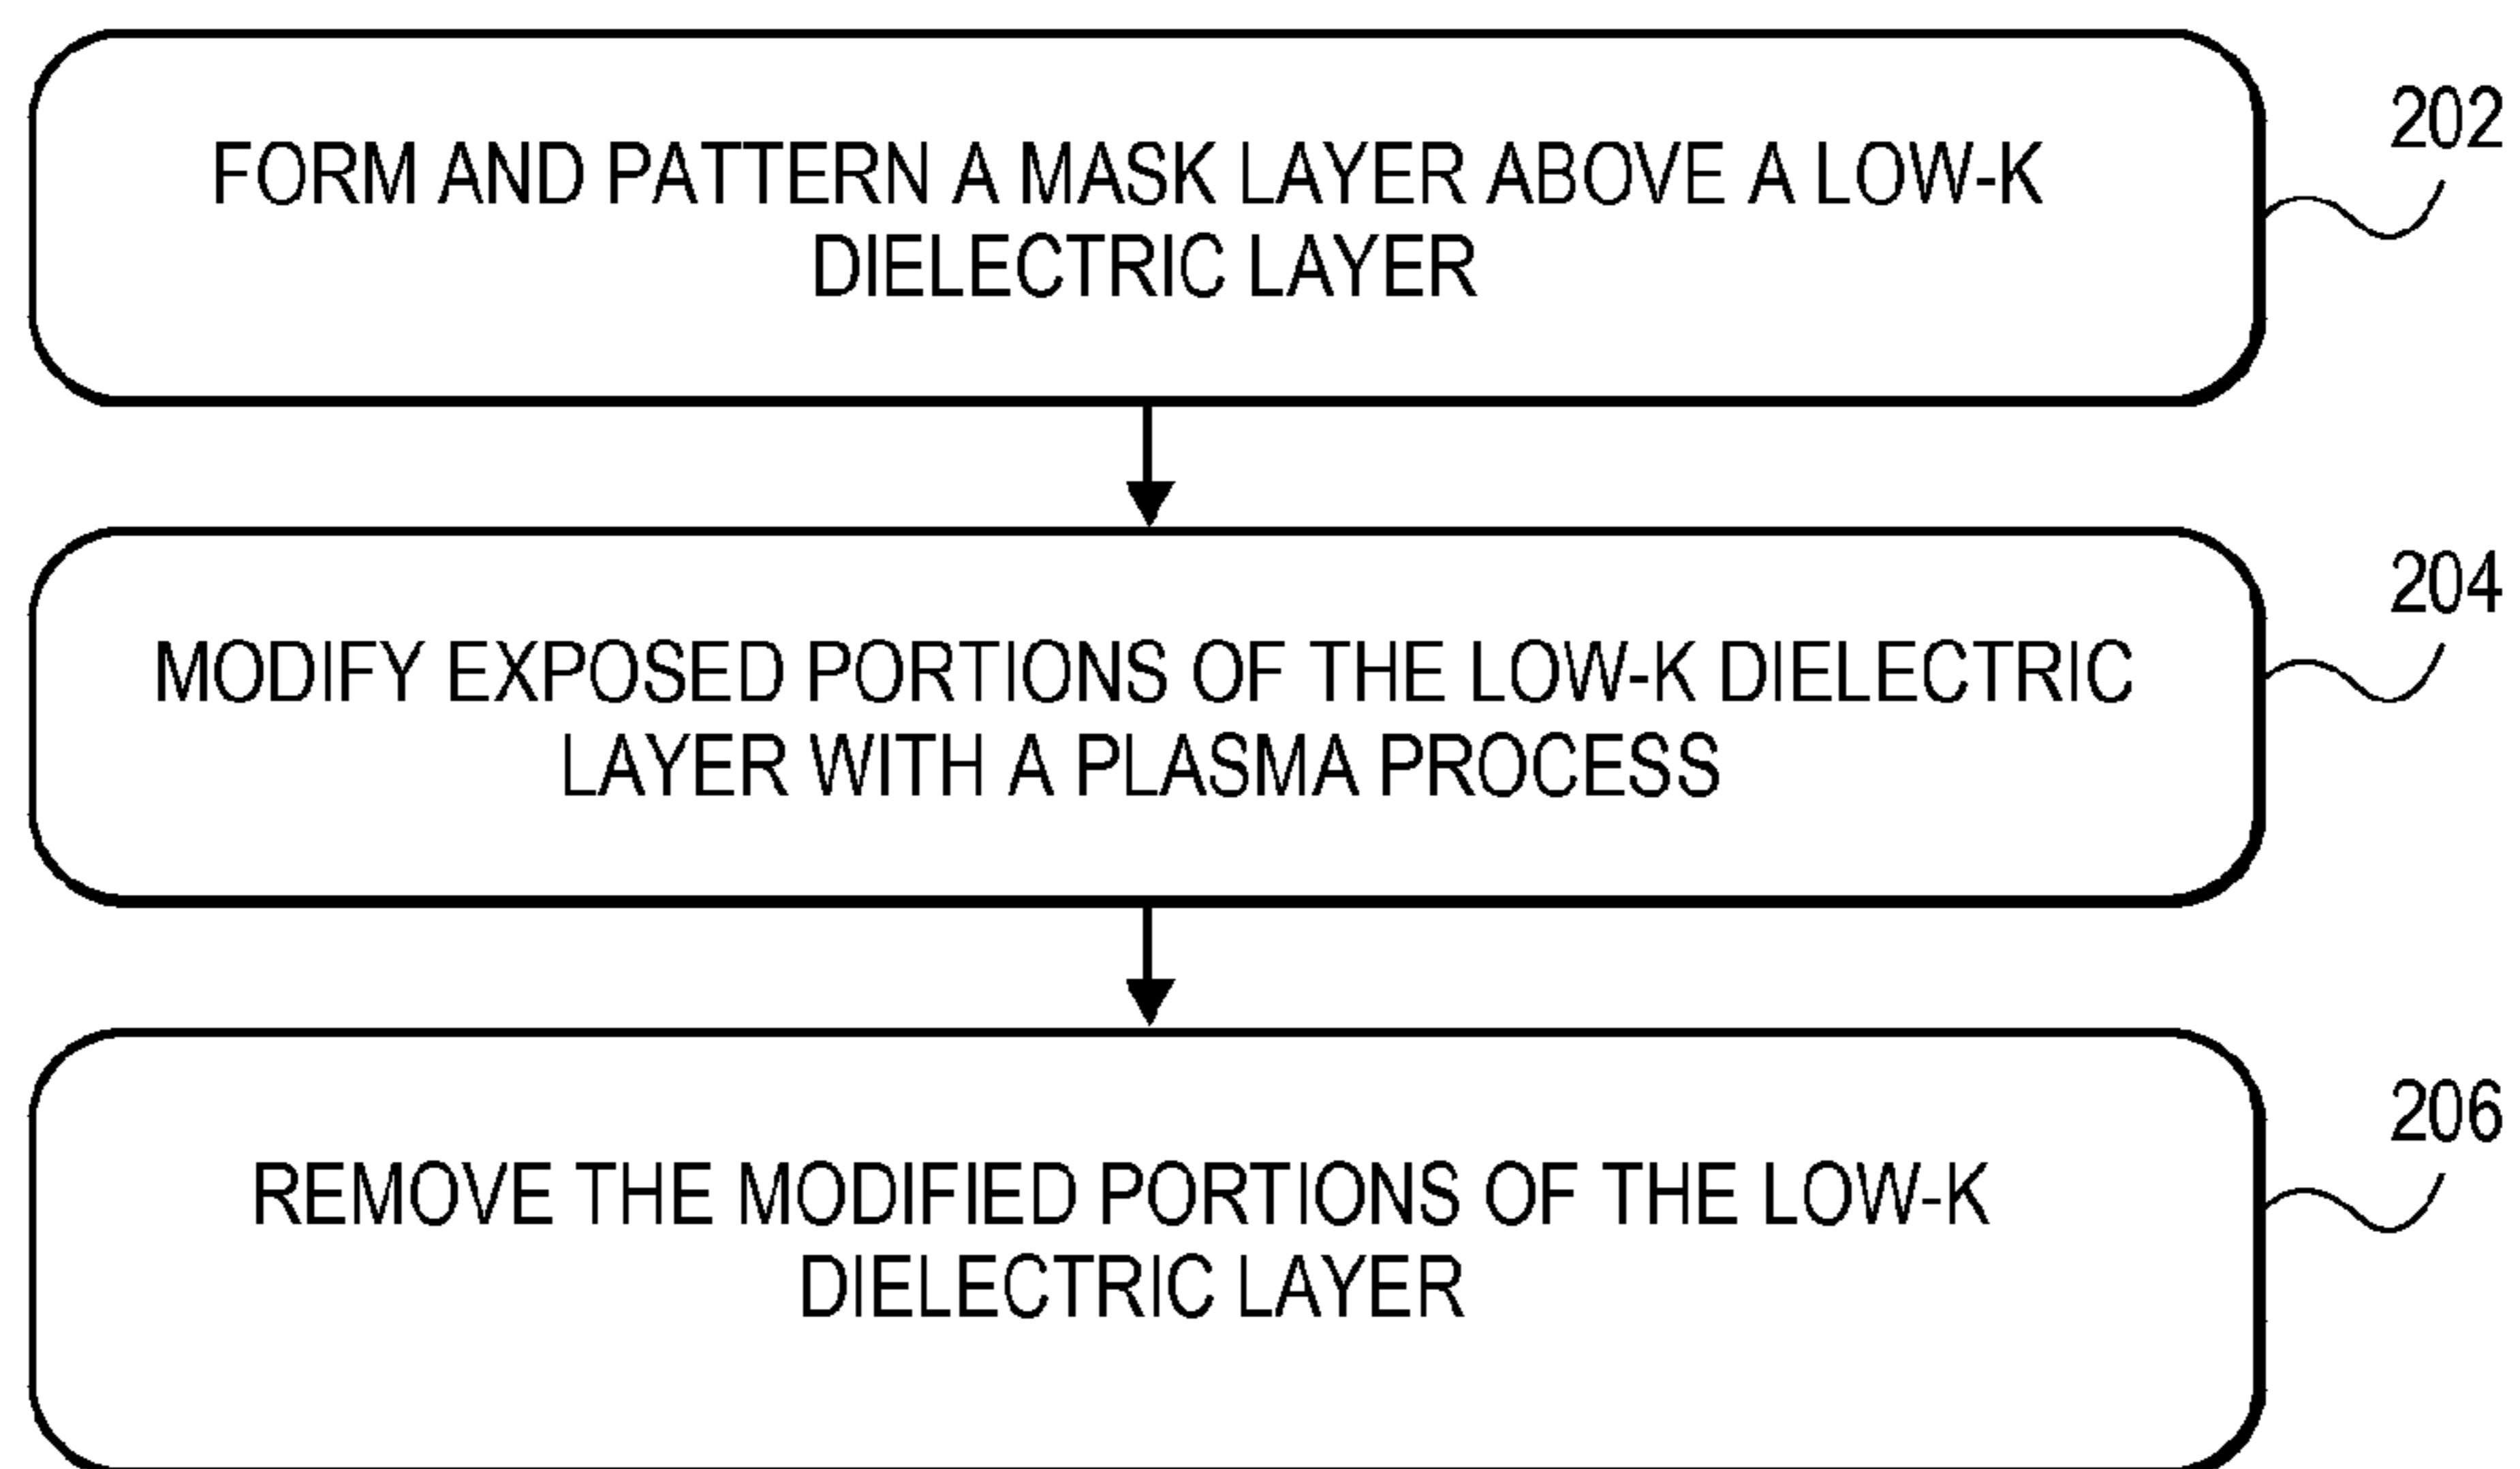 FORM AND PATTERN A MASK LAYER ABOVE A LOW-K
DIELECTRIC LAYER
202
MODIFY EXPOSED PORTIONS OF THE LOW-K DIELECTRIC
LAYER WITH A PLASMA PROCESS
204
REMOVE THE MODIFIED PORTIONS OF THE LOW-K
DIELECTRIC LAYER
206